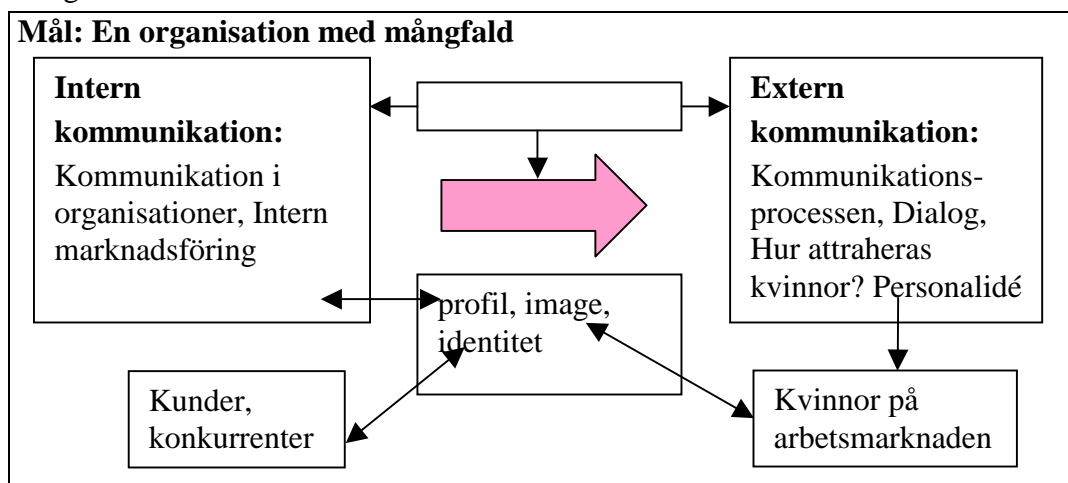 Mål: En organisation med mångfald
Intern
kommunikation:
Kommunikation i
organisationer, Intern
marknadsföring
Extern
kommunikation:
Kommunikations-
processen, Dialog,
Hur attraheras
kvinnor? Personalidé
profil, image,
identitet
Kunder,
konkurrenter
Kvinnor på
arbetsmarknaden